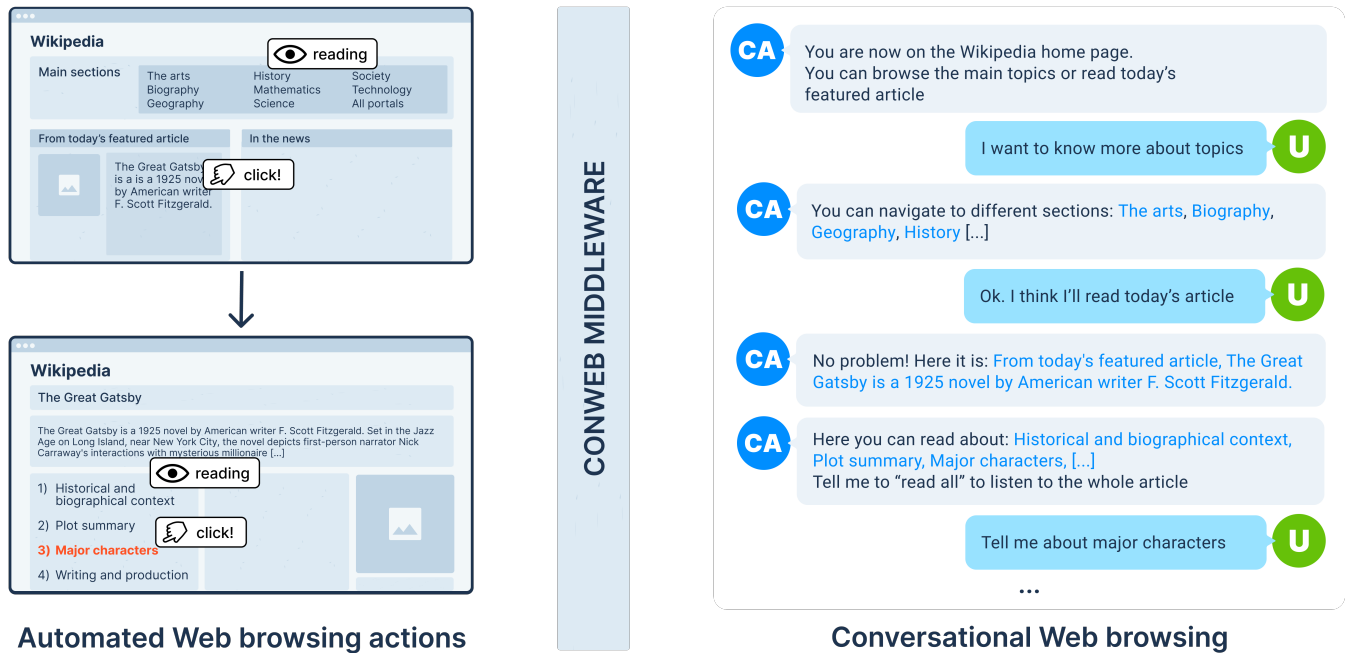 Wikipedia
reading
Main sections
The arts
History
Society
Biography
Mathematics
Technology
Geography
Science
All portals
From today's featured article
In the news
The Great Gatsby
is a is a 1925 nov
by American writer
F. Scott Fitzgerald.
click!
Wikipedia
The Great Gatsby
The Great Gatsby is a 1925 novel by American writer F. Scott Fitzgerald. Set in the Jazz
Age on Long Island, near New York City, the novel depicts first-person narrator Nick
Carraway's interactions with mysterious millionaire [...]
reading
1) Historical and
biographical context
2) Plot summary
click!
3) Major characters
4) Writing and production
Automated Web browsing actions
CONWEB MIDDLEWARE
CA
You are now on the Wikipedia home page.
You can browse the main topics or read today's
featured article
I want to know more about topics
U
CA
You can navigate to different sections: The arts, Biography,
Geography, History [...]
Ok. I think I'll read today's article
U
CA
No problem! Here it is: From today's featured article, The Great
Gatsby is a 1925 novel by American writer F. Scott Fitzgerald.
CA
Here you can read about: Historical and biographical context,
Plot summary, Major characters, [...]
Tell me to "read all" to listen to the whole article
Tell me about major characters
U
...
Conversational Web browsing